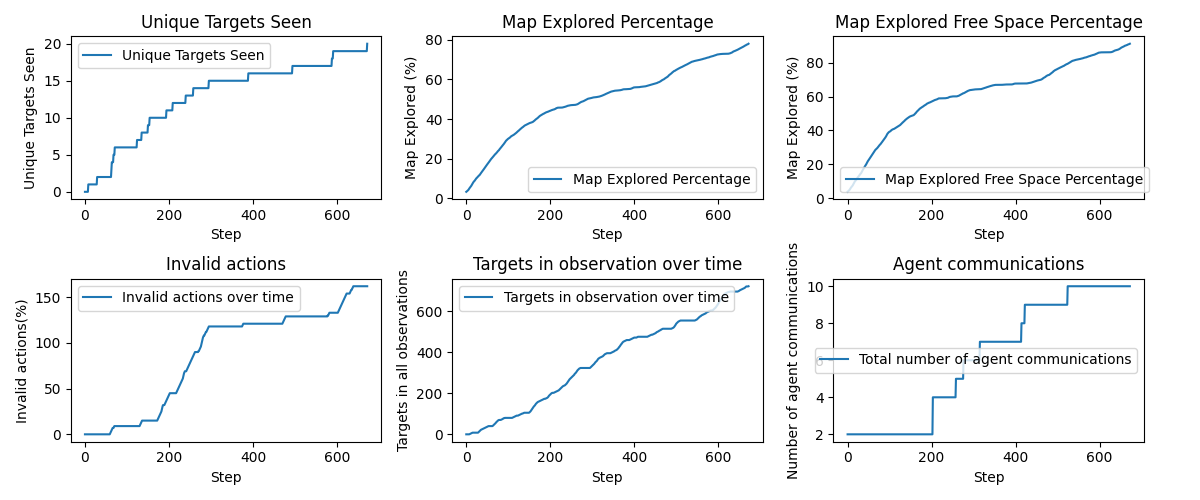 Unique Targets Seen
Map Explored Percentage
Map Explored Free Space Percentage
Unique Targets Seen
20
15
10
5
0
Unique Targets Seen
0
200
400
600
Step
Map Explored (%)
80
60
40
20
0
Map Explored Percentage
0
200
400
600
Step
Map Explored (%)
80
60
40
20
0
Map Explored Free Space Percentage
0
200
400
600
Step
Invalid actions
Targets in observation over time
Agent communications
Invalid actions(%)
150
100
50
0
Invalid actions over time
0
200
400
600
Step
Targets in all observations
600
400
200
0
Targets in observation over time
0
200
400
600
Step
Number of agent communications
10
8
6
4
2
Total number of agent communications
0
200
400
600
Step